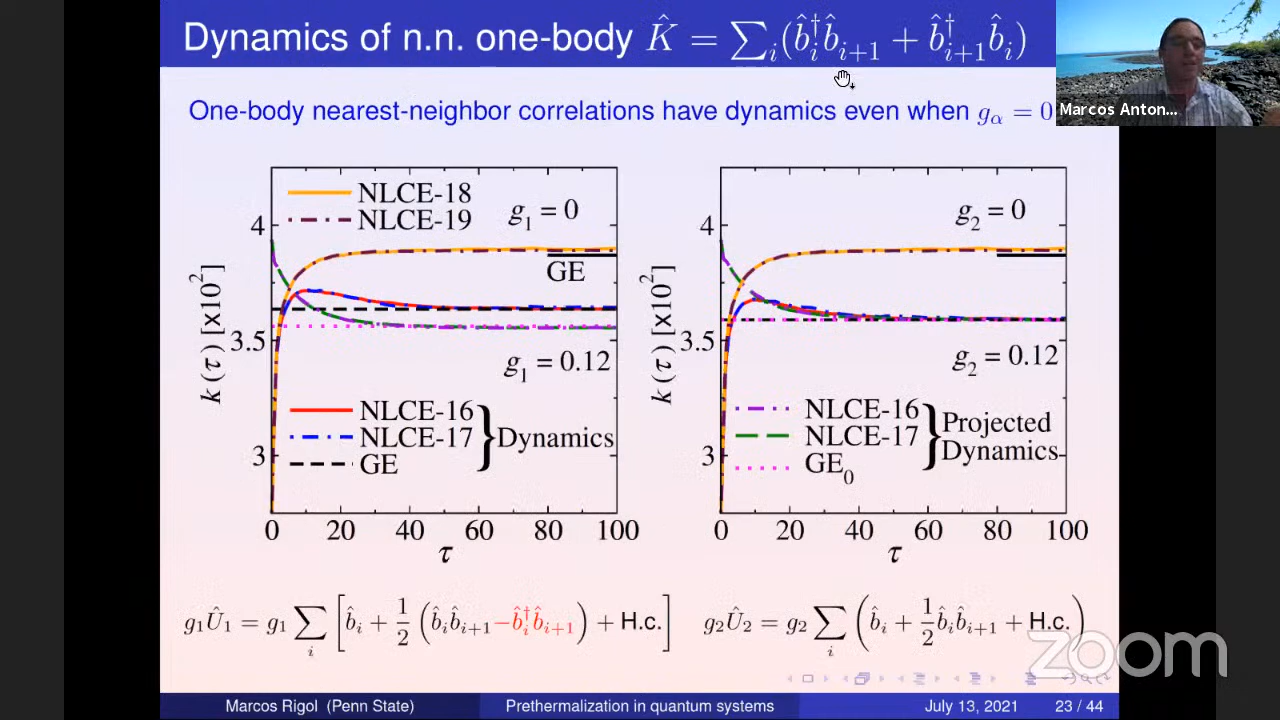 Dynamics of n.n. one-body K̂ = ∑ᵢ(b̂ᵢ†b̂ᵢ₊₁ + b̂ᵢ₊₁†b̂ᵢ)
Marcos Anton...
One-body nearest-neighbor correlations have dynamics even when gα = 0
NLCE-18
NLCE-19
g₁ = 0
4
GE
k(τ) [x10²]
3.5
g₁ = 0.12
NLCE-16
NLCE-17
GE
} Dynamics
3
0 20 40 60 80 100
τ
g₂ = 0
4
k(τ) [x10²]
3.5
g₂ = 0.12
NLCE-16
NLCE-17
GE₀
} Projected
Dynamics
3
0 20 40 60 80 100
τ
g₁Û₁ = g₁ ∑ᵢ [b̂ᵢ + 1/2 (b̂ᵢb̂ᵢ₊₁−b̂ᵢ†b̂ᵢ₊₁) + H.c.]
g₂Û₂ = g₂ ∑ᵢ (b̂ᵢ + 1/2 b̂ᵢb̂ᵢ₊₁ + H.c.)
zoom
Marcos Rigol (Penn State) Prethermalization in quantum systems July 13, 2021 23 / 44